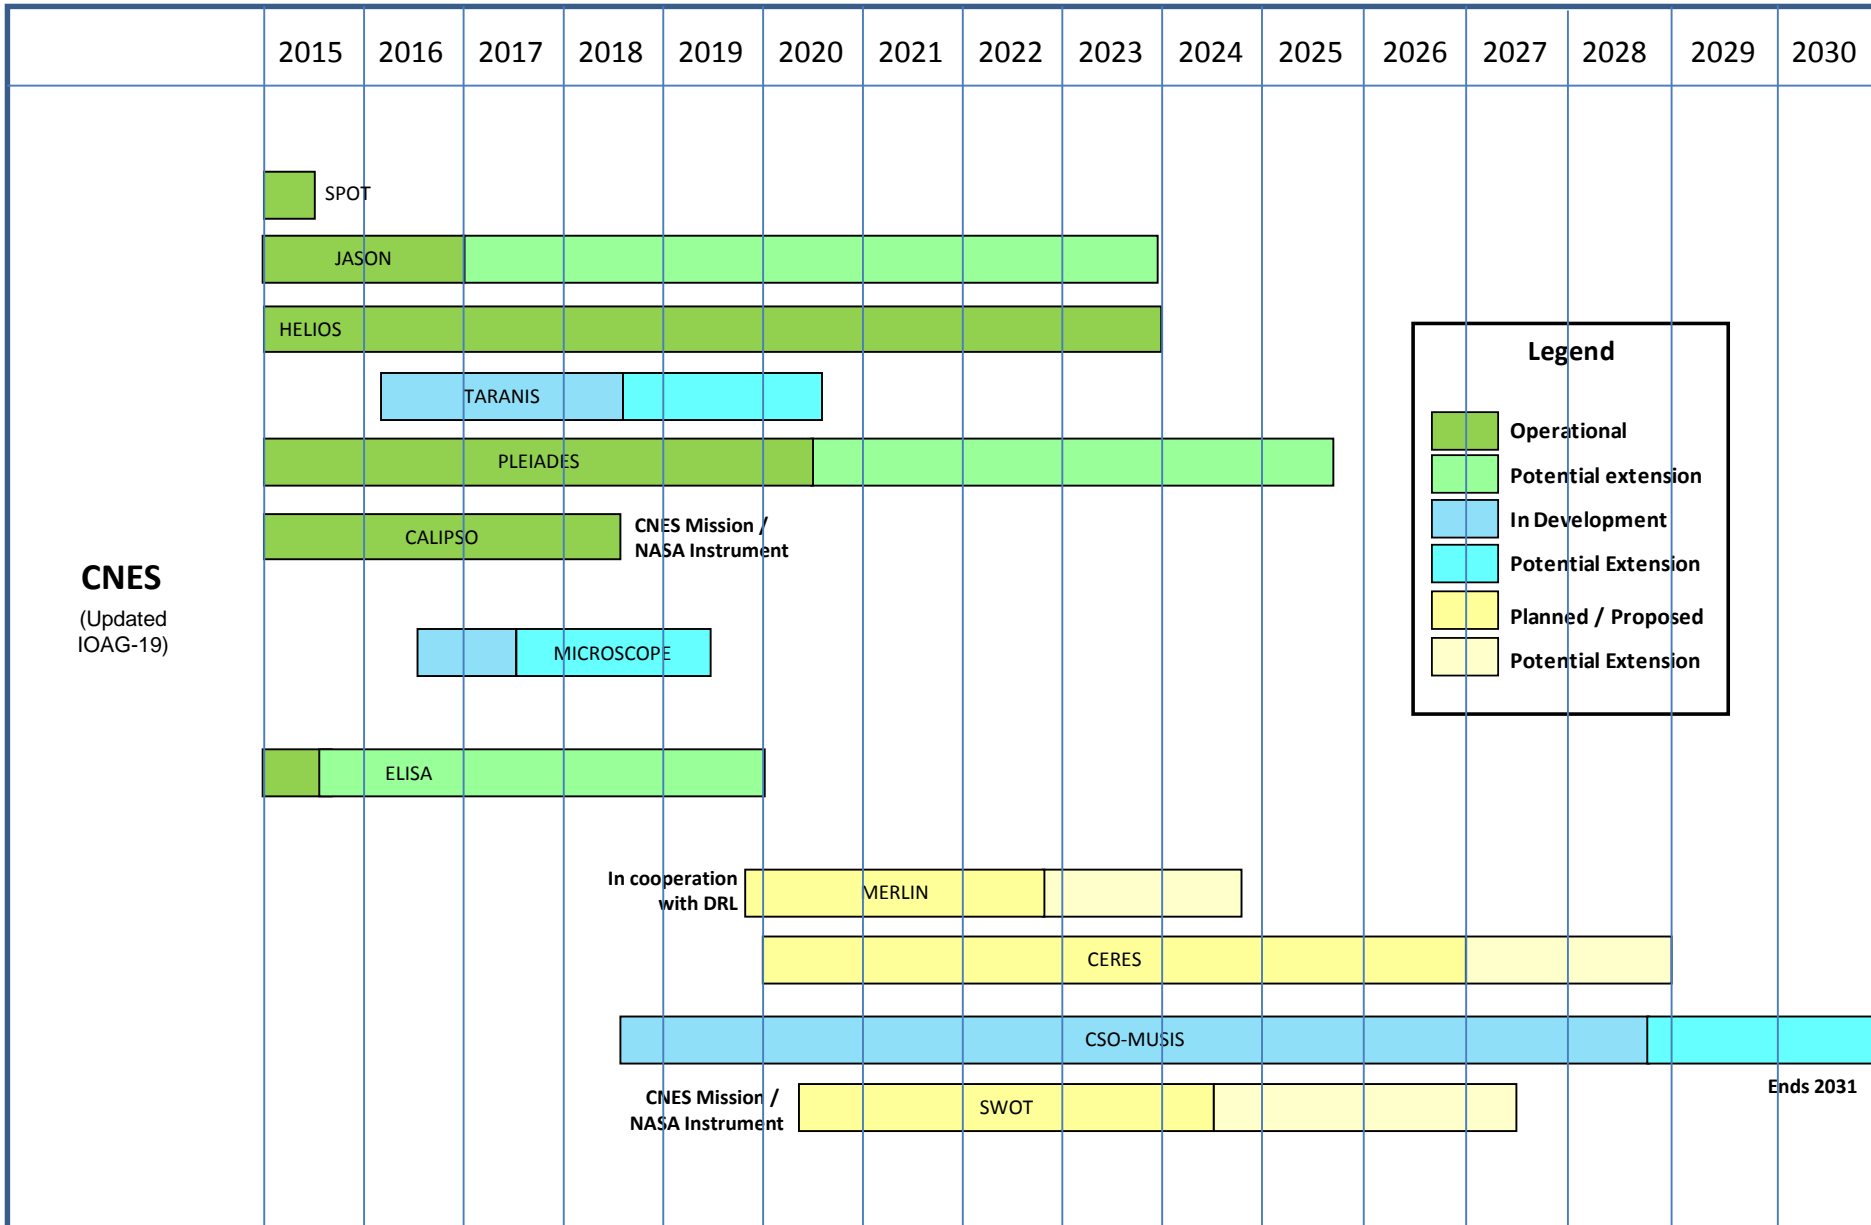 2015 2016 2017 2018 2019 2020 2021 2022 2023 2024 2025 2026 2027 2028 2029 2030
SPOT
JASON
HELIOS
TARANIS
PLEIADES
CALIPSO
CNES Mission /
NASA Instrument
CNES
(Updated
IOAG-19)
MICROSCOPE
ELISA
In cooperation
with DRL
MERLIN
CERES
CSO-MUSIS
Ends 2031
CNES Mission /
NASA Instrument
SWOT
Legend
Operational
Potential extension
In Development
Potential Extension
Planned / Proposed
Potential Extension